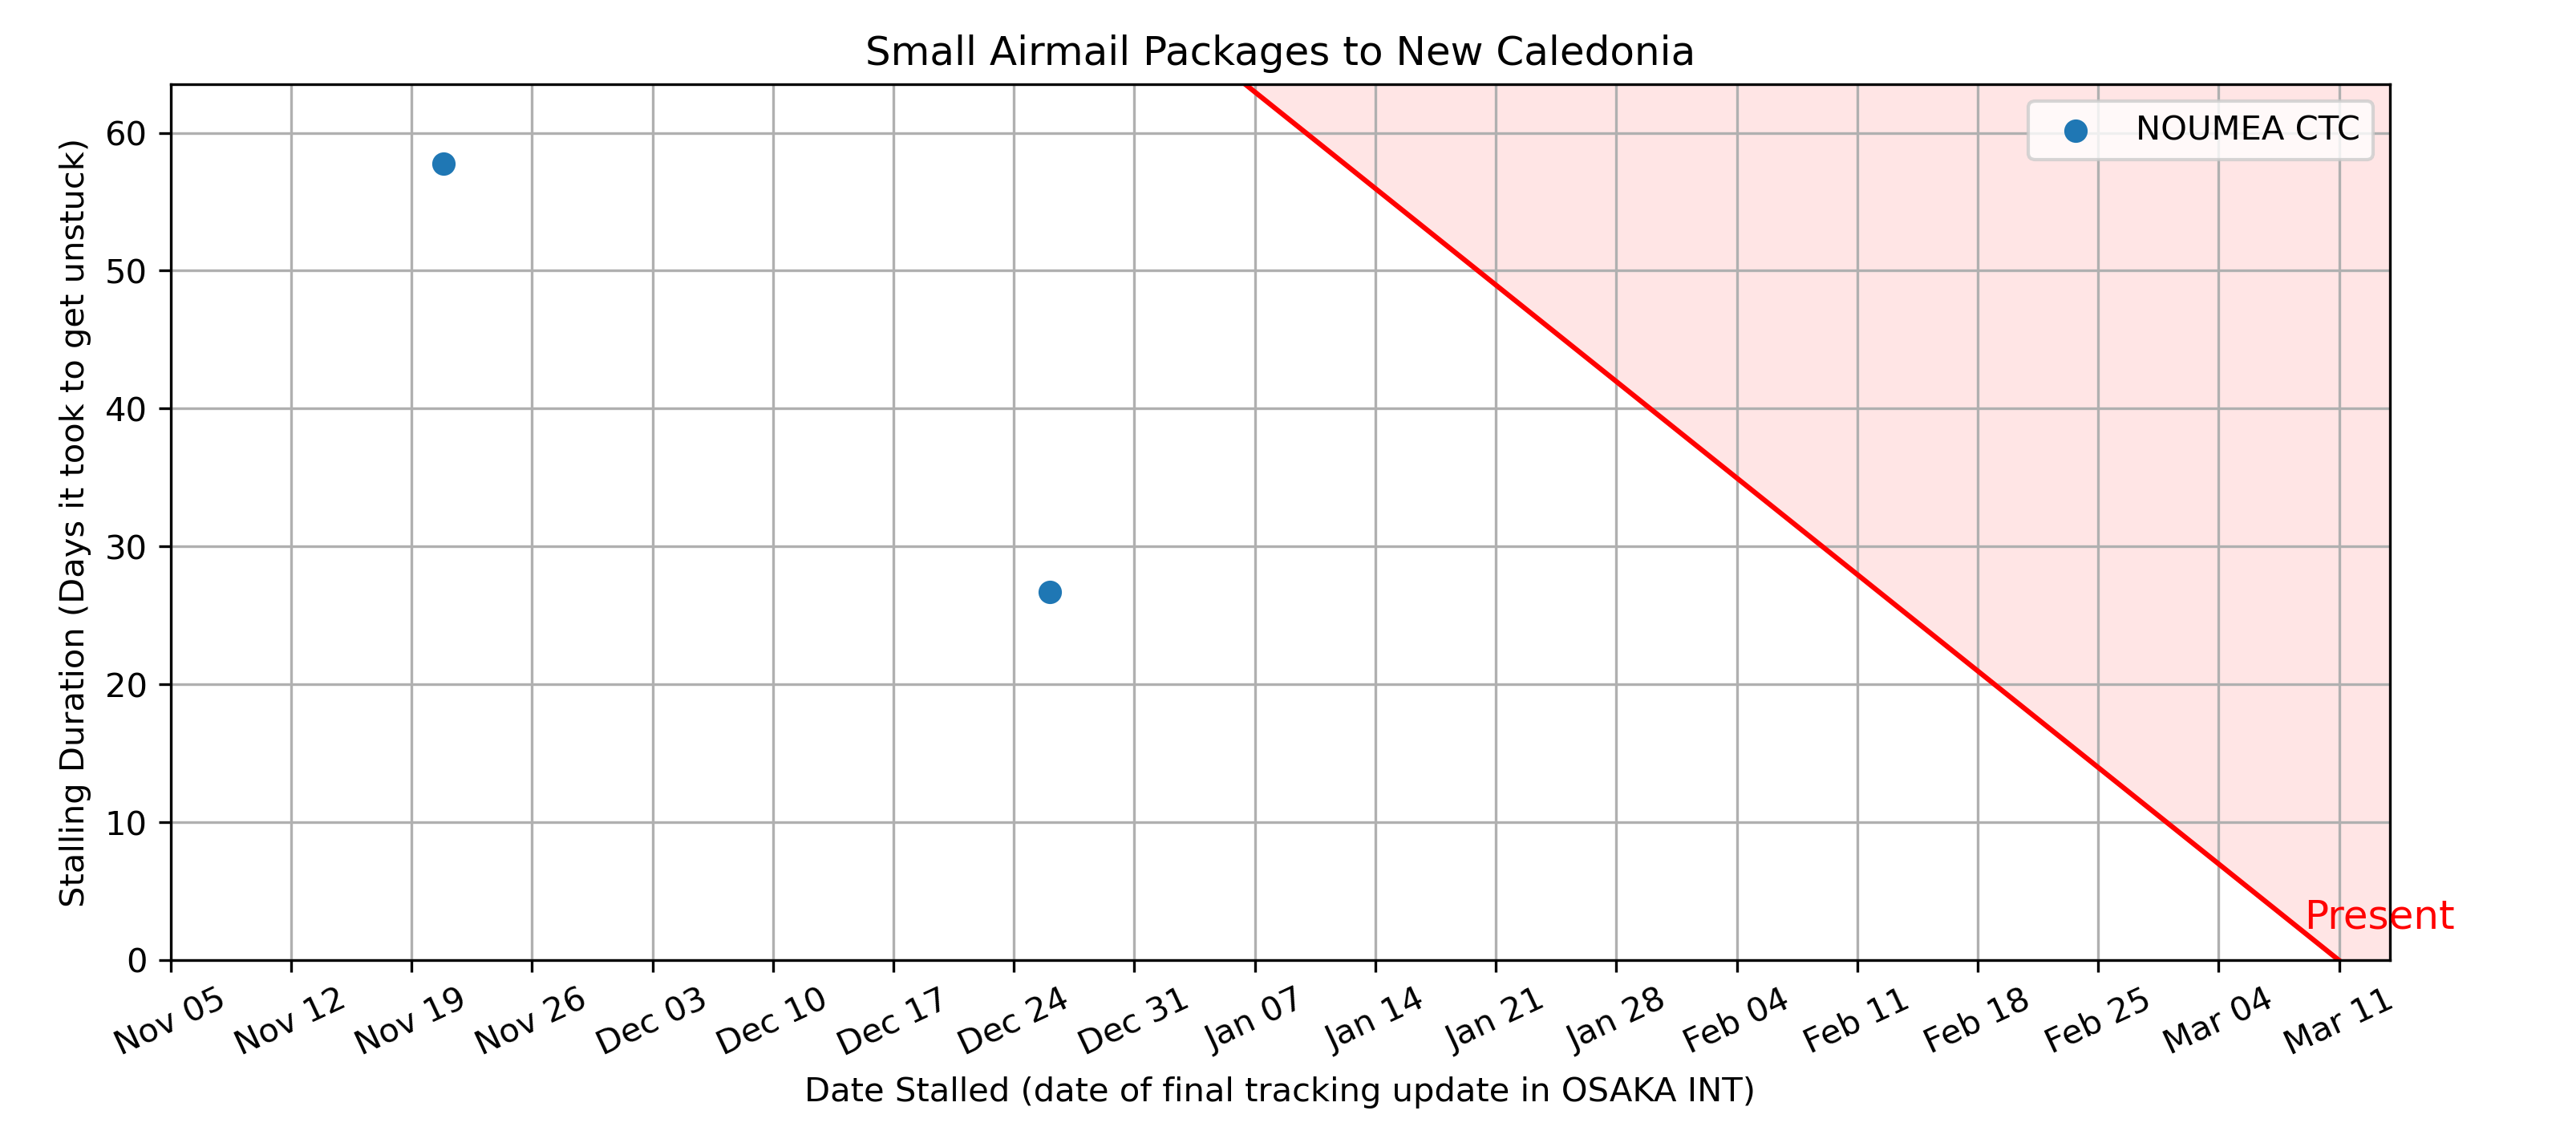 Small Airmail Packages to New Caledonia
NOUMEA CTC
Stalling Duration (Days it took to get unstuck)
60
50
40
30
20
10
0
Present
Nov 05
Nov 12
Nov 19
Nov 26
Dec 03
Dec 10
Dec 17
Dec 24
Dec 31
Jan 07
Jan 14
Jan 21
Jan 28
Feb 04
Feb 11
Feb 18
Feb 25
Mar 04
Mar 11
Date Stalled (date of final tracking update in OSAKA INT)